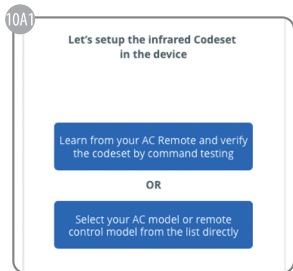 10A1
Let's setup the infrared Codeset
in the device
Learn from your AC Remote and verify
the codeset by command testing
OR
Select your AC model or remote
control model from the list directly